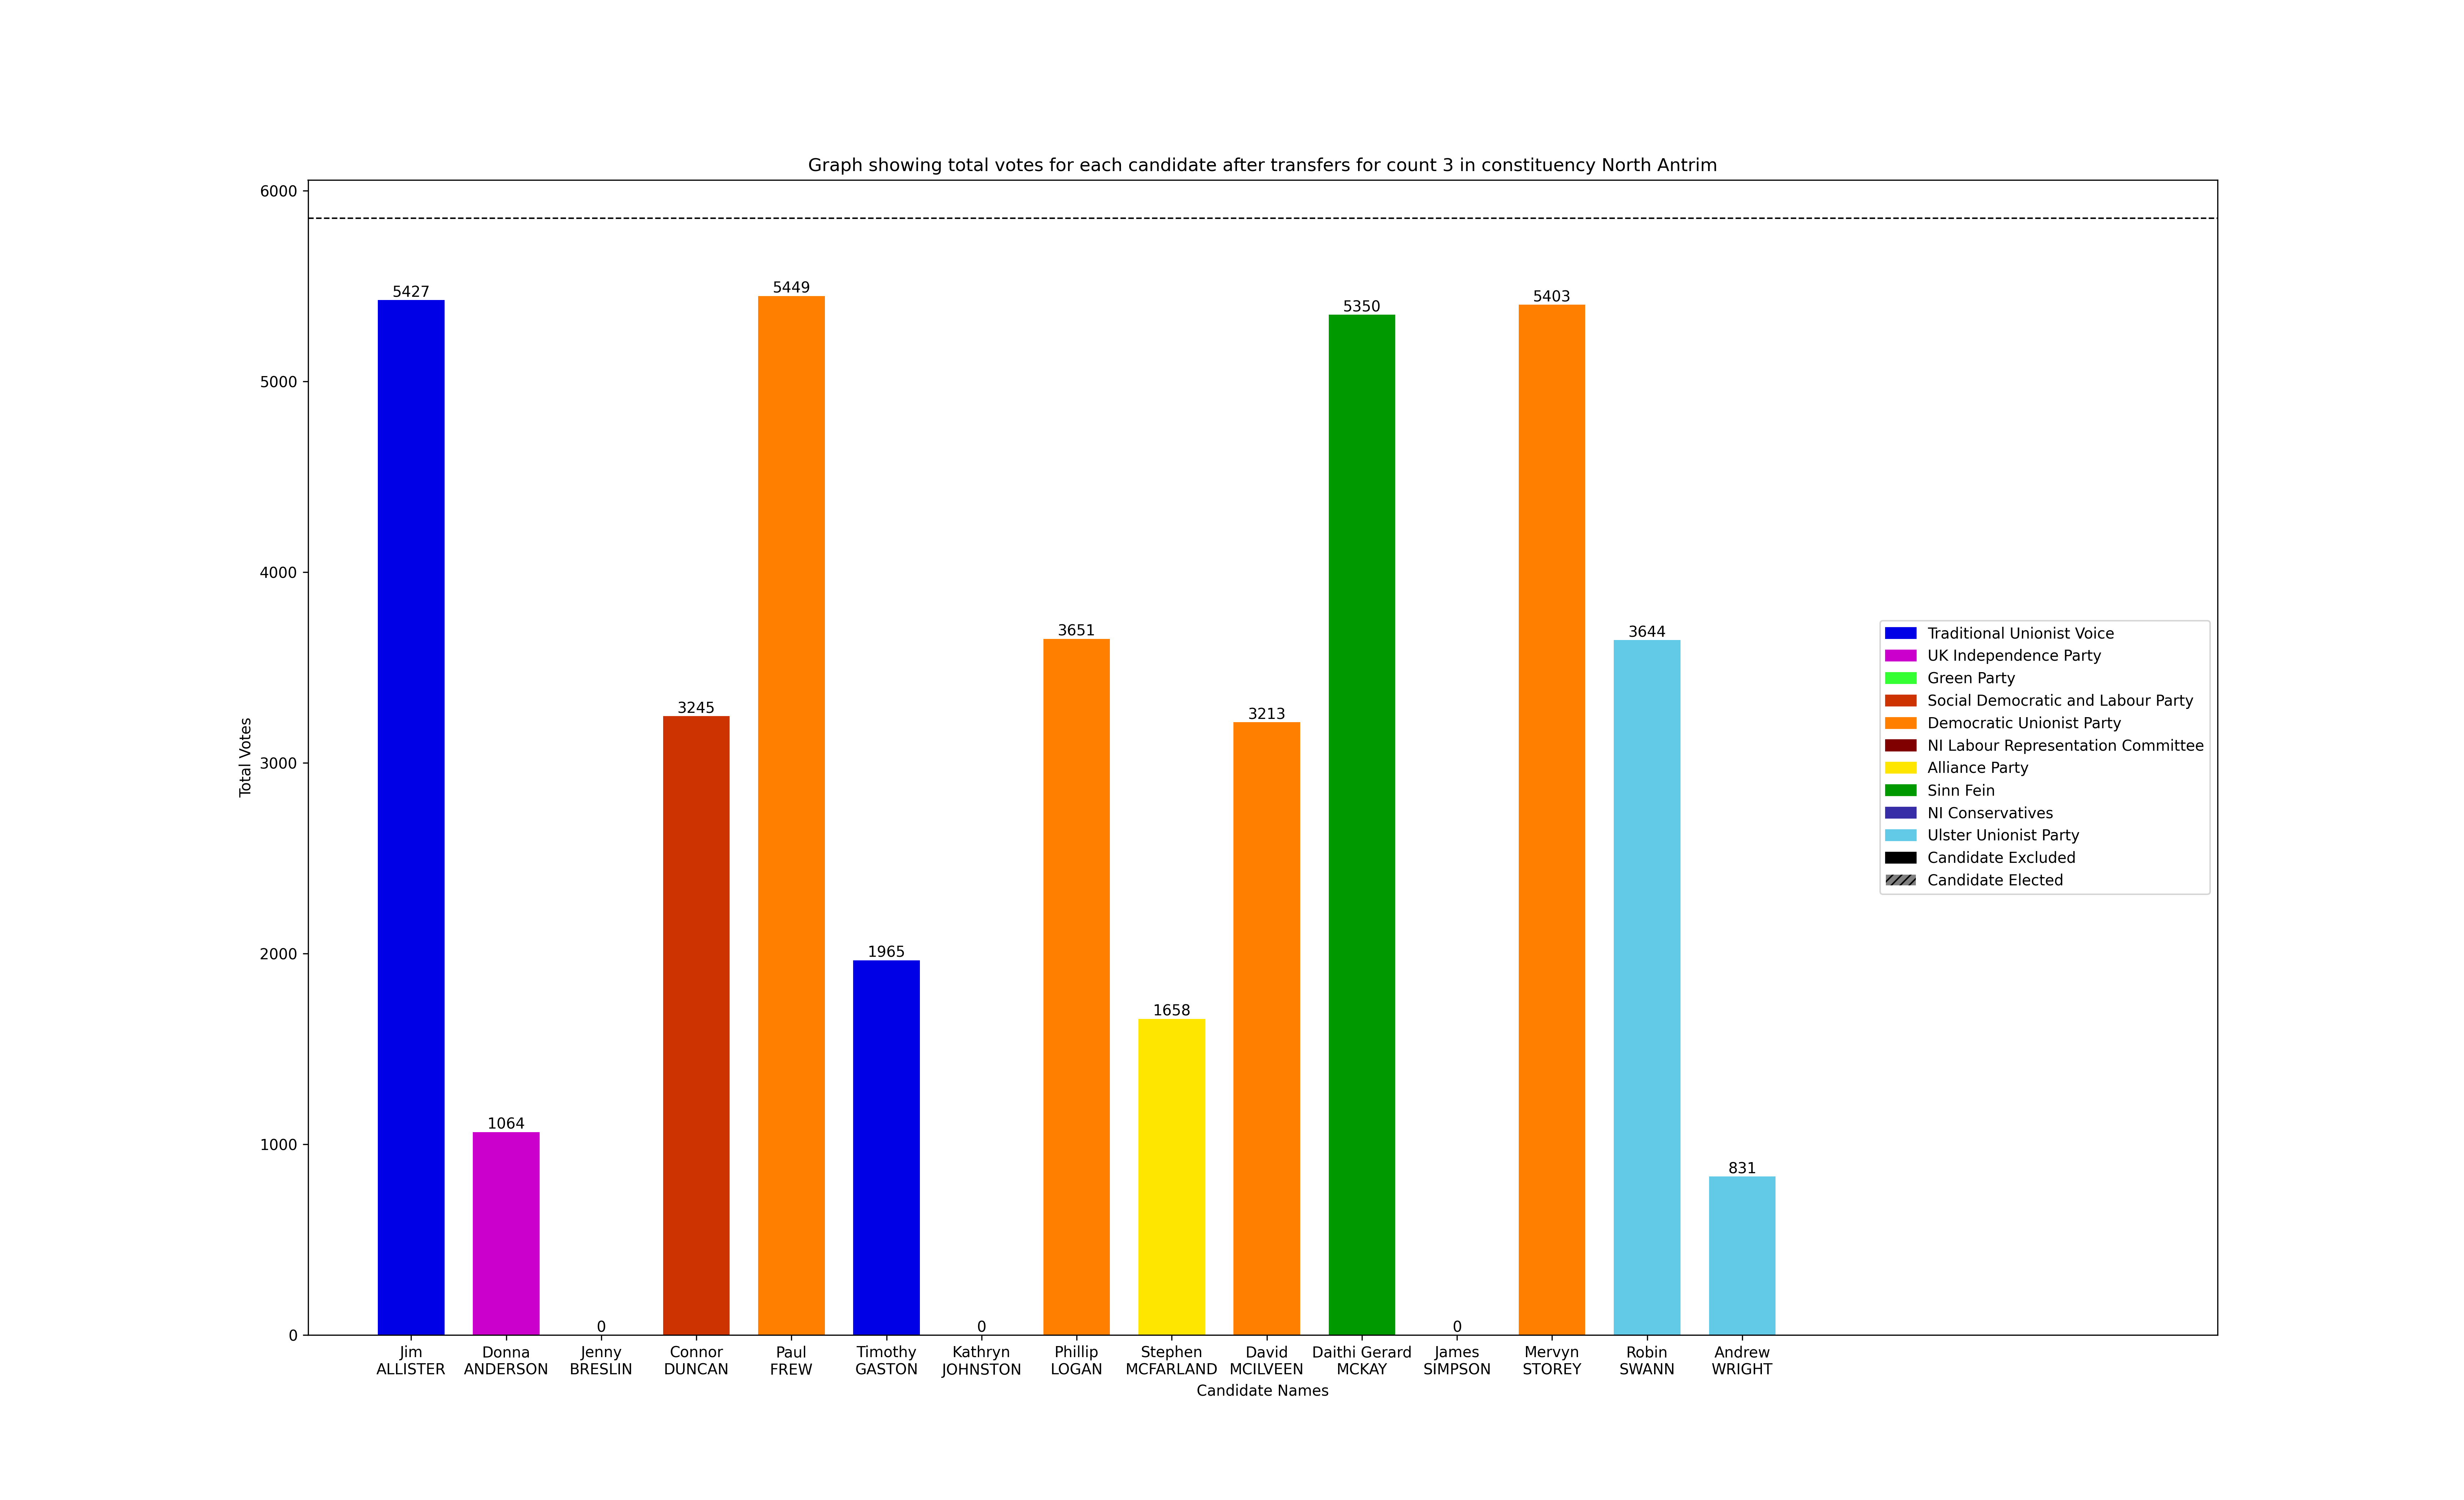 Graph showing total votes for each candidate after transfers for count 3 in constituency North Antrim
6000
5000
4000
3000
2000
1000
0
Total Votes
5427
1064
0
3245
5449
1965
0
3651
1658
3213
5350
0
5403
3644
831
Jim
ALLISTER
Donna
ANDERSON
Jenny
BRESLIN
Connor
DUNCAN
Paul
FREW
Timothy
GASTON
Kathryn
JOHNSTON
Phillip
LOGAN
Stephen
MCFARLAND
David
MCILVEEN
Daithi Gerard
MCKAY
James
SIMPSON
Mervyn
STOREY
Robin
SWANN
Andrew
WRIGHT
Candidate Names
Traditional Unionist Voice
UK Independence Party
Green Party
Social Democratic and Labour Party
Democratic Unionist Party
NI Labour Representation Committee
Alliance Party
Sinn Fein
NI Conservatives
Ulster Unionist Party
Candidate Excluded
Candidate Elected